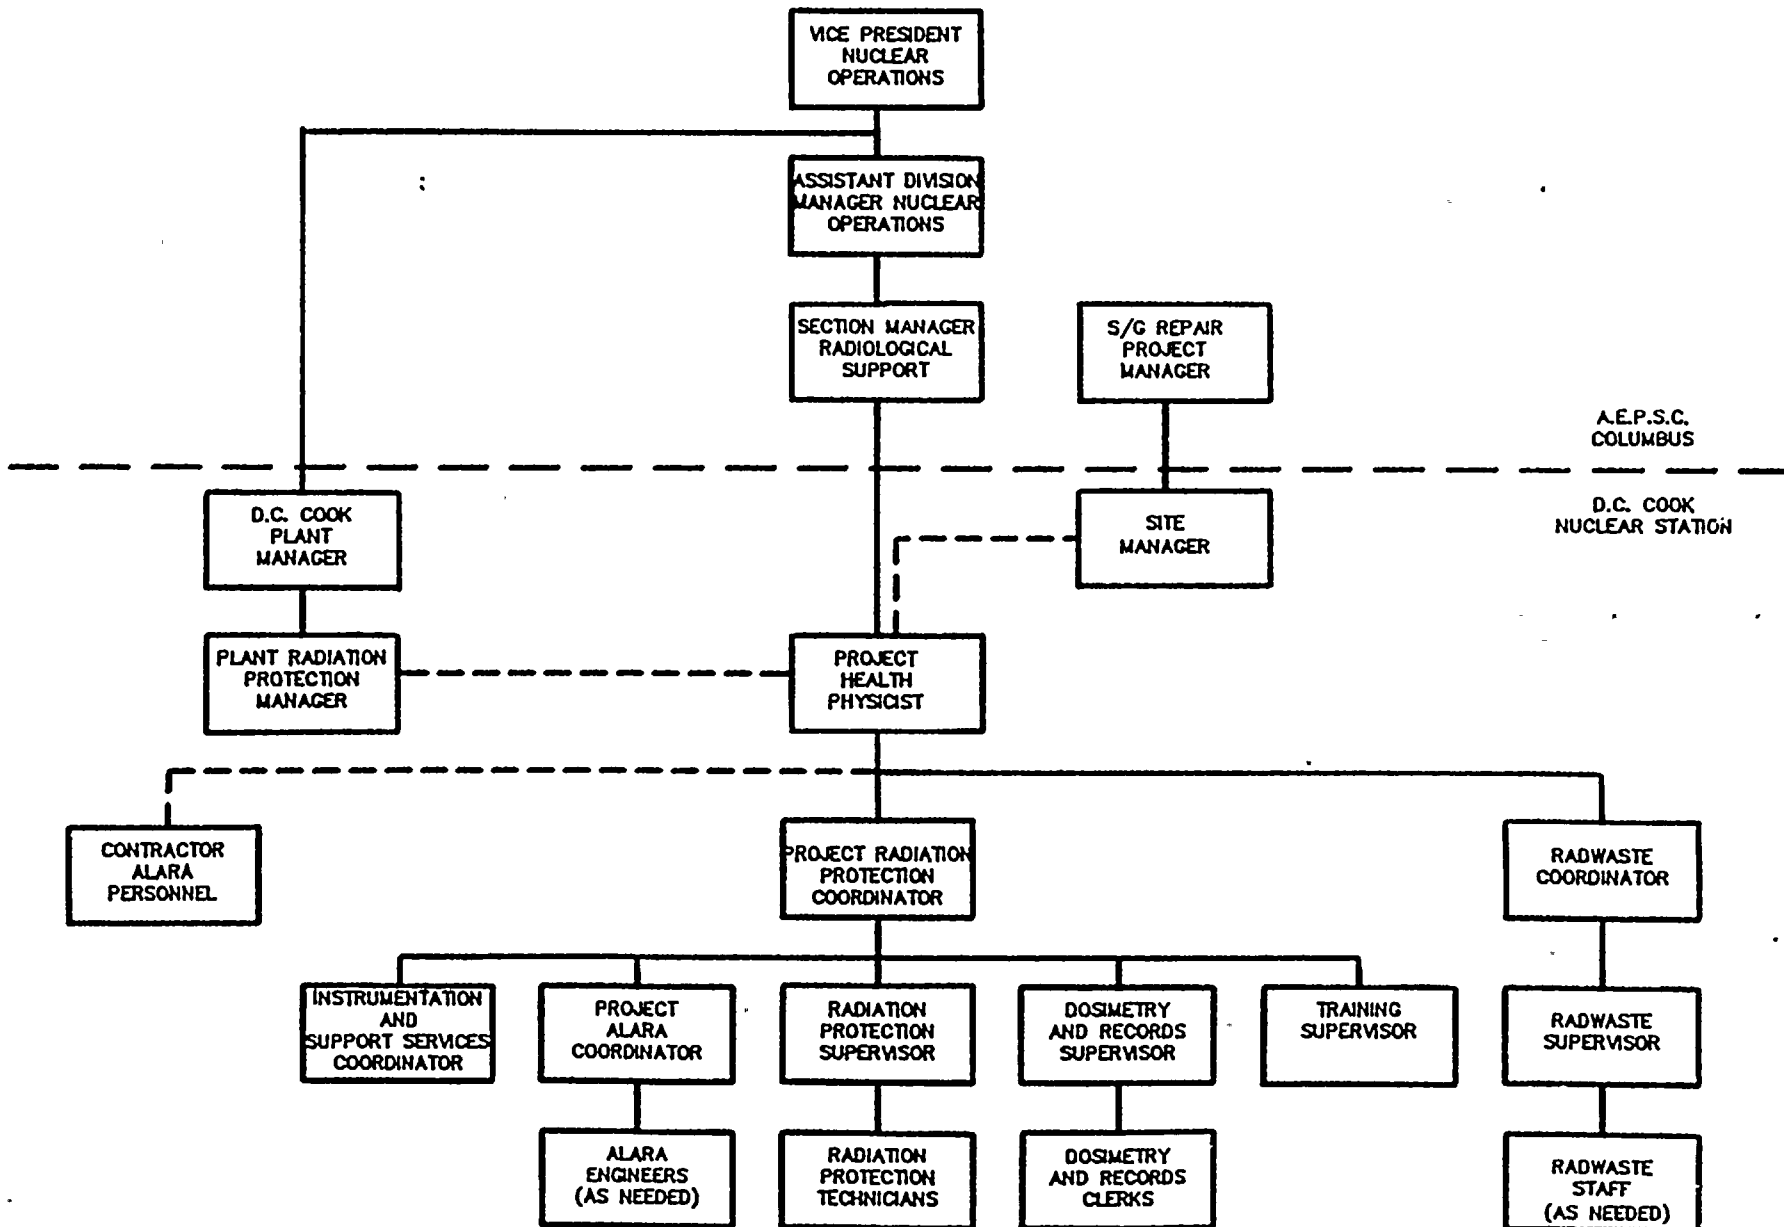 VICE PRESIDENT
NUCLEAR
OPERATIONS
ASSISTANT DIVISION
MANAGER NUCLEAR
OPERATIONS
SECTION MANAGER
RADIOLOGICAL
SUPPORT
S/G REPAIR
PROJECT
MANAGER
A.E.P.S.C.
COLUMBUS
D.C. COOK
PLANT
MANAGER
SITE
MANAGER
D.C. COOK
NUCLEAR STATION
PLANT RADIATION
PROTECTION
MANAGER
PROJECT
HEALTH
PHYSICIST
CONTRACTOR
ALARA
PERSONNEL
PROJECT RADIATION
PROTECTION
COORDINATOR
RADWASTE
COORDINATOR
INSTRUMENTATION
AND
SUPPORT SERVICES
COORDINATOR
PROJECT
ALARA
COORDINATOR
RADIATION
PROTECTION
SUPERVISOR
DOSIMETRY
AND RECORDS
SUPERVISOR
TRAINING
SUPERVISOR
RADWASTE
SUPERVISOR
ALARA
ENGINEERS
(AS NEEDED)
RADIATION
PROTECTION
TECHNICIANS
DOSIMETRY
AND RECORDS
CLERKS
RADWASTE
STAFF
(AS NEEDED)